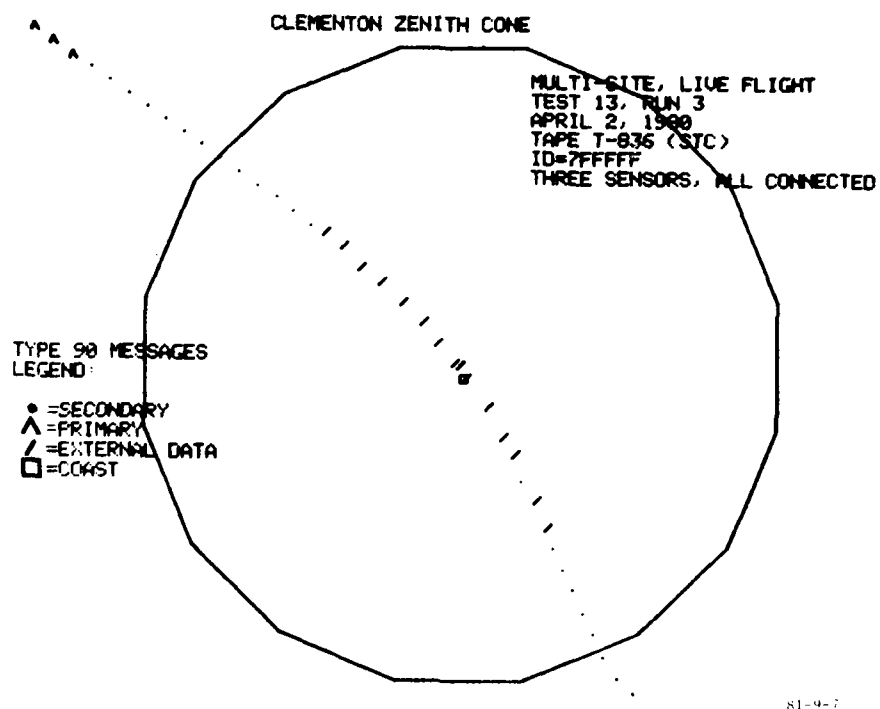 CLEMENTON ZENITH CONE
MULTI-SITE, LIVE FLIGHT
TEST 13, RUN 3
APRIL 2, 1980
TAPE T-836 (STC)
ID=7FFFFF
THREE SENSORS, ALL CONNECTED
TYPE 90 MESSAGES
LEGEND:
=SECONDARY
=PRIMARY
=EXTERNAL DATA
=COAST
81-9-7